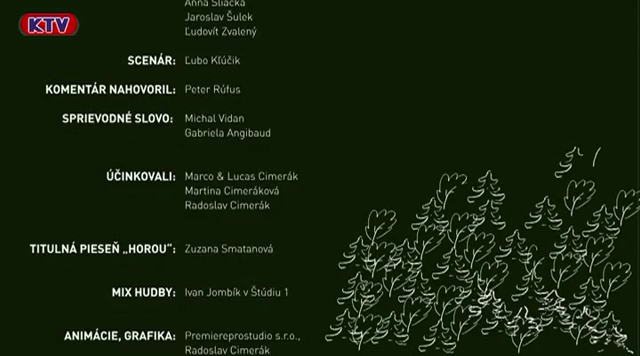 KTV
Anna Sliacka
Jaroslav Šulek
Ľudovít Zvalený
SCENÁR: Ľubo Kľúčik
KOMENTÁR NAHOVORIL: Peter Rúfus
SPRIEVODNÉ SLOVO: Michal Vidan
Gabriela Angibaud
ÚČINKOVALI: Marco & Lucas Cimerák
Martina Cimeráková
Radoslav Cimerák
TITULNÁ PIESEŇ „HOROU“: Zuzana Smatanová
MIX HUDBY: Ivan Jombík v Štúdiu 1
ANIMÁCIE, GRAFIKA: Premiereprostudio s.r.o.,
Radoslav Cimerák